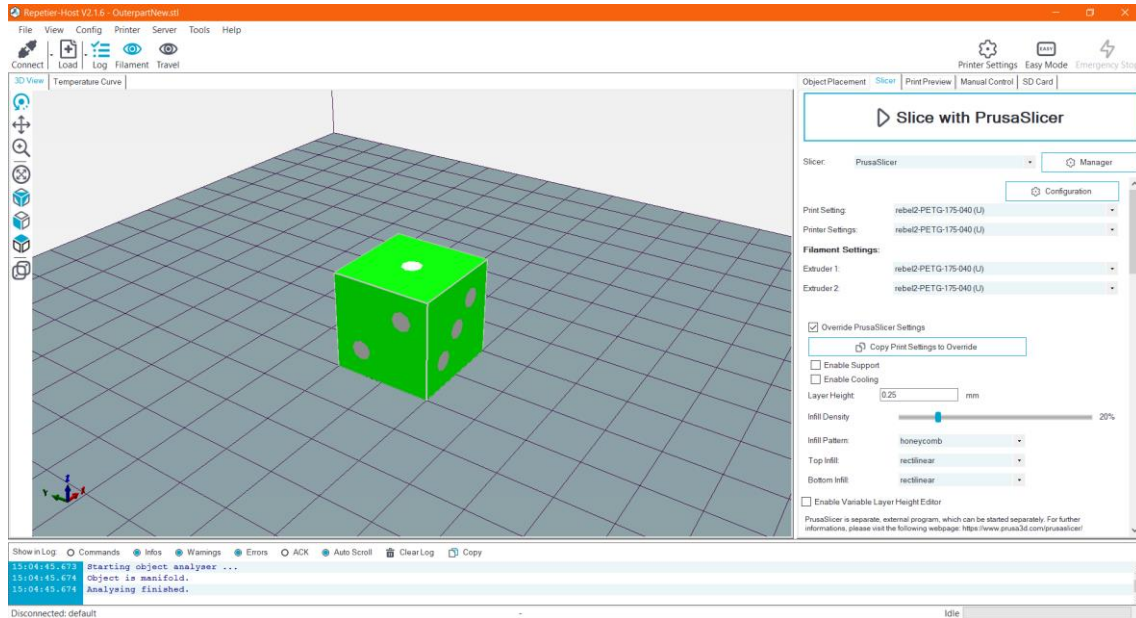 Repetier-Host V2.1.6 - OuterpartNew.stl
File View Config Printer Server Tools Help
Connect Load Log Filament Travel Printer Settings Easy Mode Emergency Stop
EASY
3D View Temperature Curve
Object Placement Slicer Print Preview Manual Control SD Card
Slice with PrusaSlicer
Slicer: PrusaSlicer Manager
Configuration
Print Setting: rebel2-PETG-175-040 (U)
Printer Settings: rebel2-PETG-175-040 (U)
Filament Settings:
Extruder 1: rebel2-PETG-175-040 (U)
Extruder 2: rebel2-PETG-175-040 (U)
Override PrusaSlicer Settings
Copy Print Settings to Override
Enable Support
Enable Cooling
Layer Height: 0.25 mm
Infill Density 20%
Infill Pattern: honeycomb
Top Infill: rectilinear
Bottom Infill: rectilinear
Enable Variable Layer Height Editor
PrusaSlicer is separate, external program, which can be started separately. For further
informations, please visit the following webpage: https://www.prusa3d.com/prusaslicer/
Show in Log: Commands Infos Warnings Errors ACK Auto Scroll Clear Log Copy
15:04:45.673 Starting object analyser ...
15:04:45.674 Object is manifold.
15:04:45.674 Analysing finished.
Disconnected: default - Idle